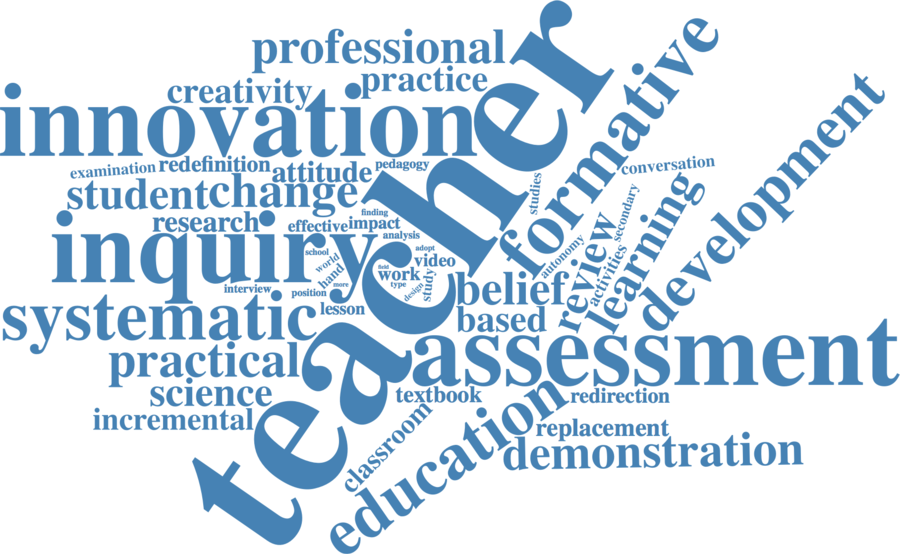 professional
practice
creativity
innovation
teacher
formative
development
examination
redefinition
attitude
pedagogy
conversation
student
change
studies
secondary
research
effective
impact
finding
analysis
inquiry
school
world
hand
more
adopt
video
field
work
type
design
study
autonomy
review
activities
learning
interview
position
lesson
belief
based
systematic
assessment
practical
science
incremental
textbook
redirection
classroom
education
replacement
demonstration